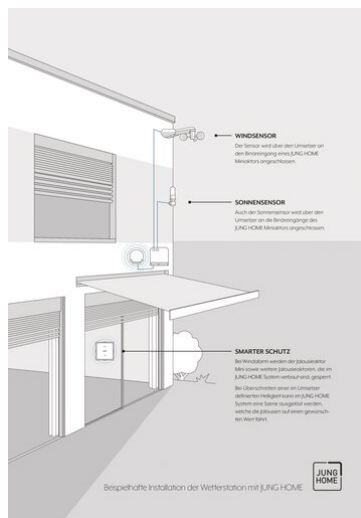 WINDSENSOR
Der Sensor wird über den Umsetzer an
den Binäreingang eines JUNG HOME
Miniaktors angeschlossen.
SONNENSENSOR
Auch der Sonnensensor wird über den
Umsetzer an die Binäreingänge des
JUNG HOME Miniaktors angeschlossen.
SMARTER SCHUTZ
Bei Windalarm werden der Jalousieaktor
Mini sowie weitere Jalousieaktoren, die im
JUNG HOME System verbaut sind, gesperrt.
Bei Überschreiten einer im Umsetzer
definierten Helligkeit kann im JUNG HOME
System eine Szene ausgelöst werden,
welche die Jalousien auf einen gewünsch-
ten Wert fährt.
JUNG
HOME
Beispielhafte Installation der Wetterstation mit JUNG HOME